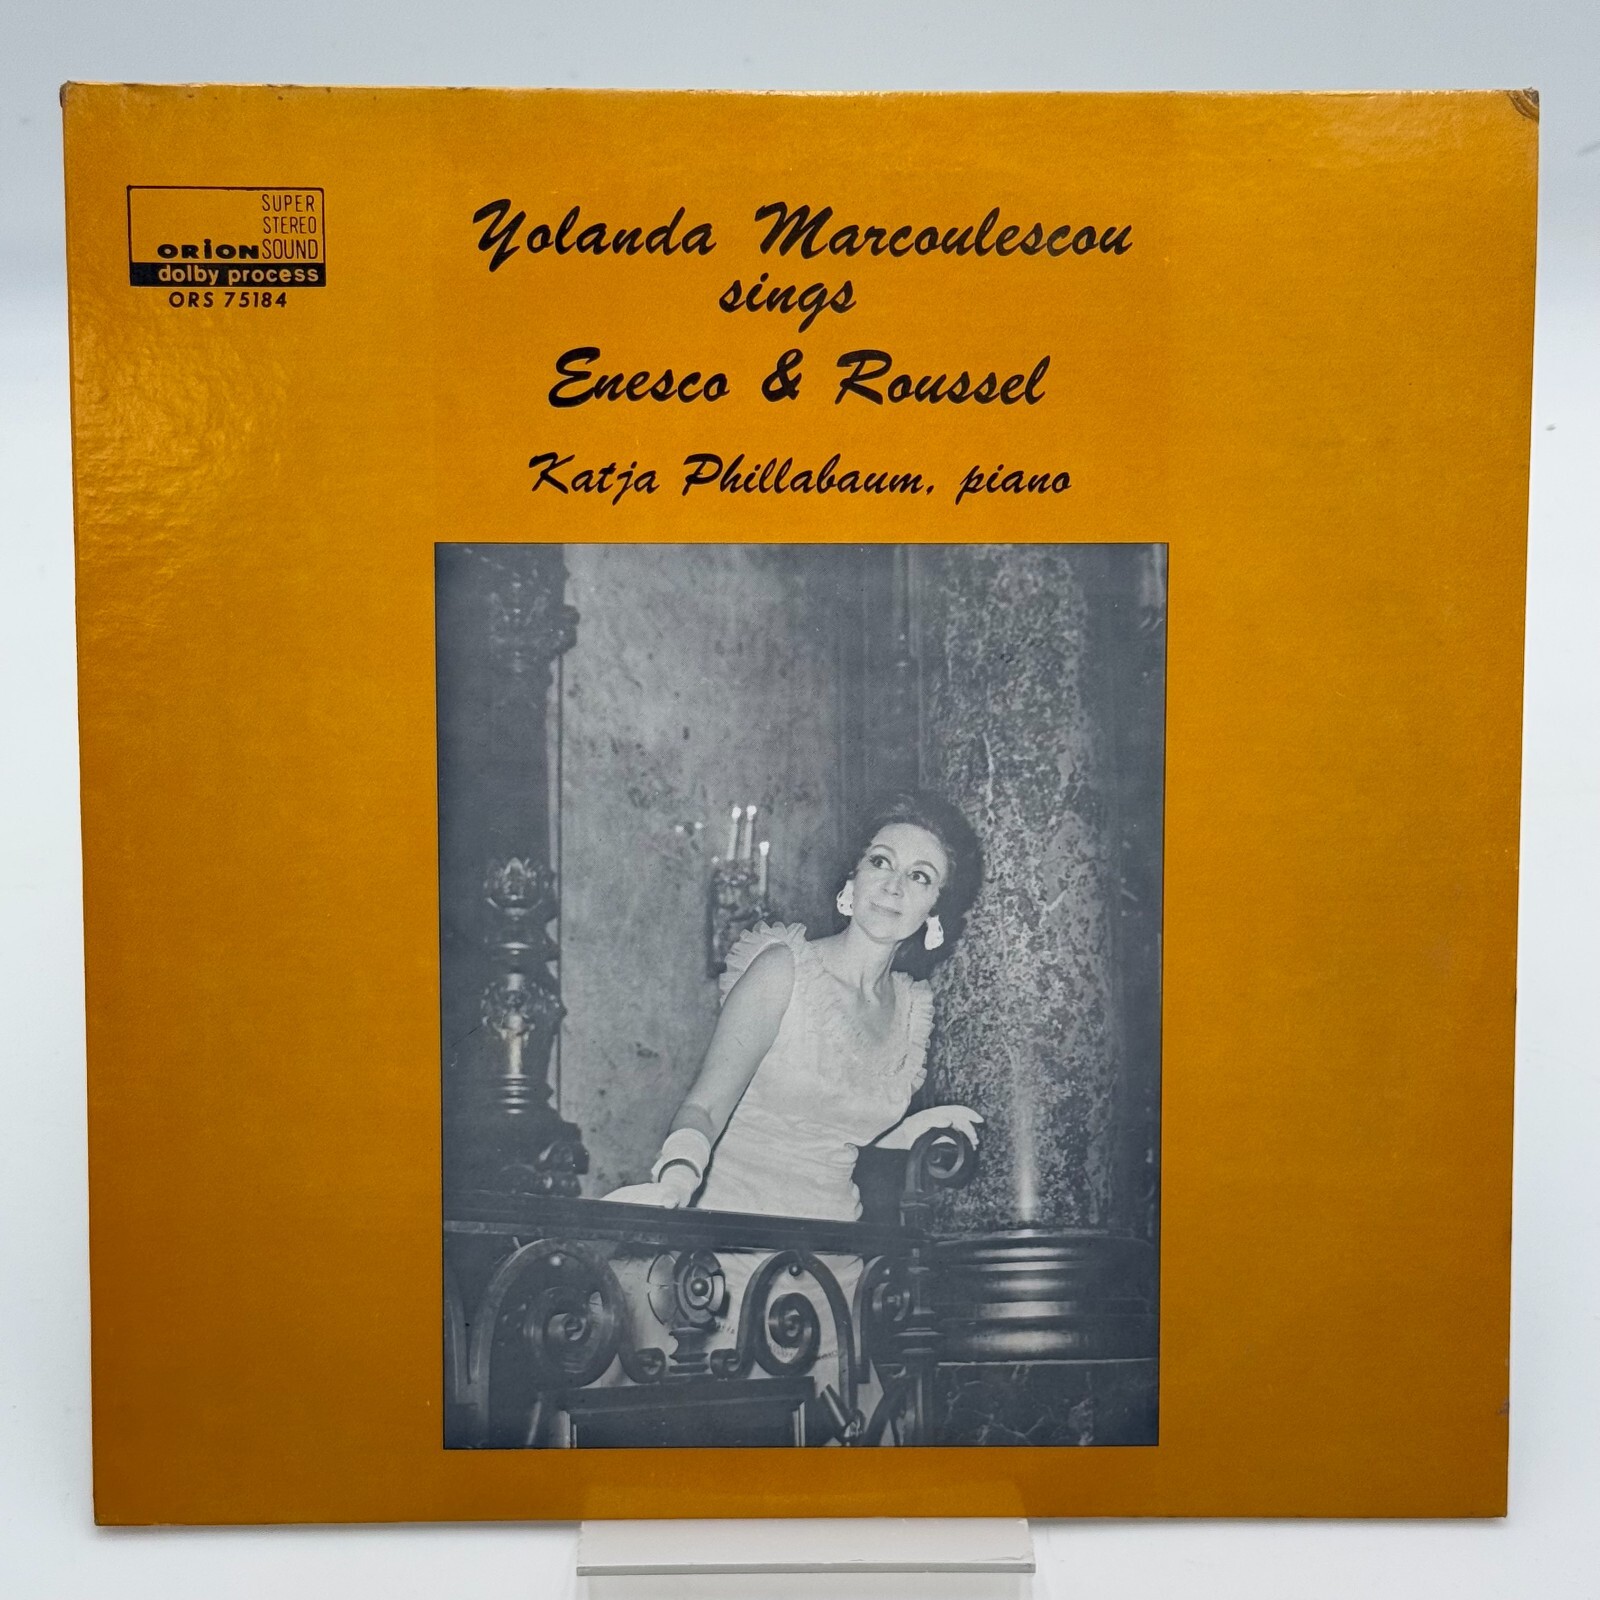 SUPER
STEREO
ORION SOUND
dolby process
ORS 75184
Yolanda Marcoulescou
sings
Enesco & Roussel
Katja Phillabaum, piano